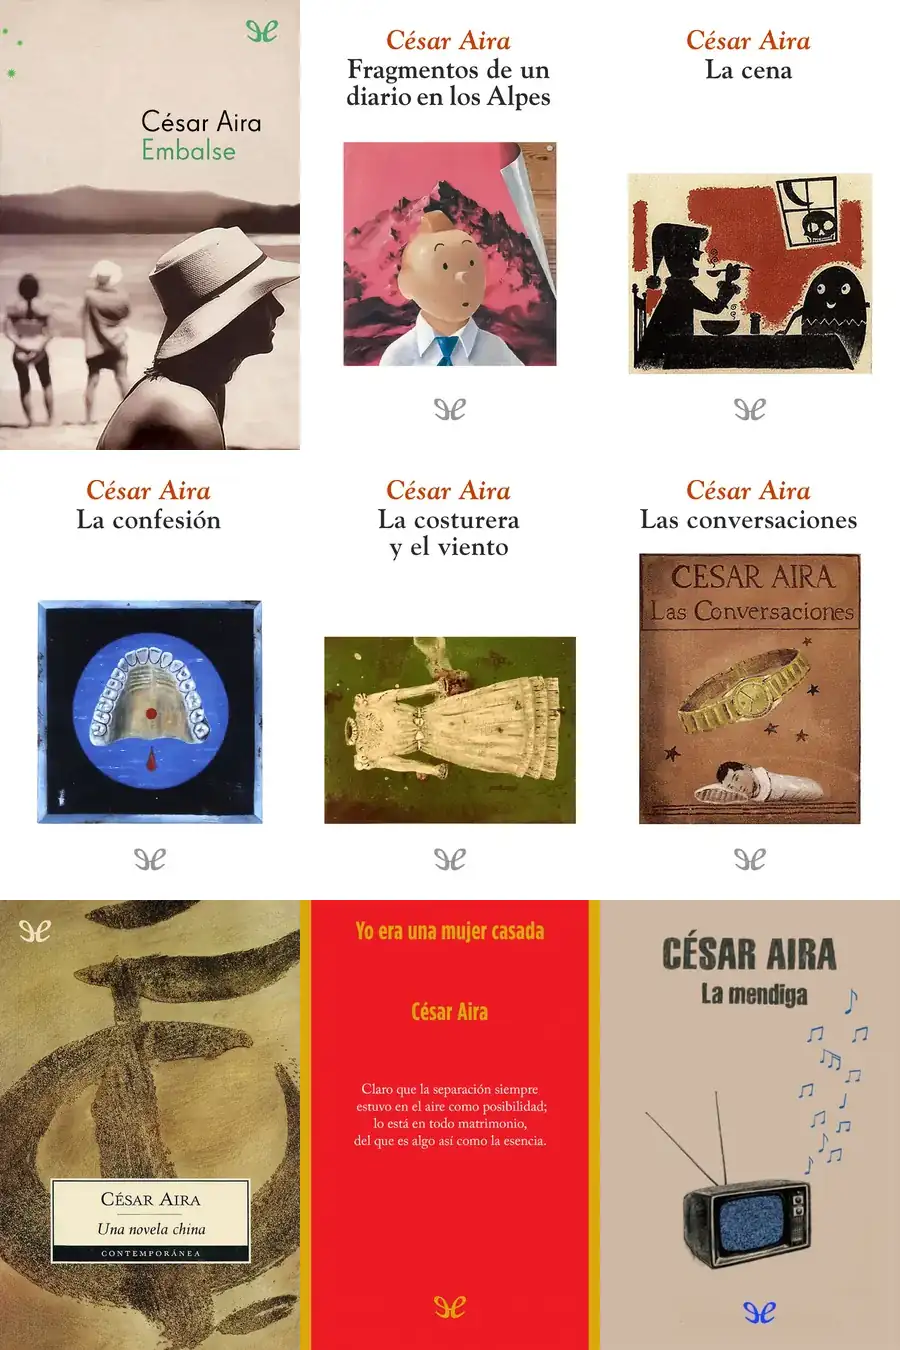 César Aira
Embalse
César Aira
Fragmentos de un
diario en los Alpes
César Aira
La cena
César Aira
La confesión
César Aira
La costurera
y el viento
César Aira
Las conversaciones
CESAR AIRA
Las Conversaciones
CÉSAR AIRA
Una novela china
CONTEMPORÁNEA
Yo era una mujer casada
César Aira
Claro que la separación siempre
estuvo en el aire como posibilidad;
lo está en todo matrimonio,
del que es algo así como la esencia.
CÉSAR AIRA
La mendiga